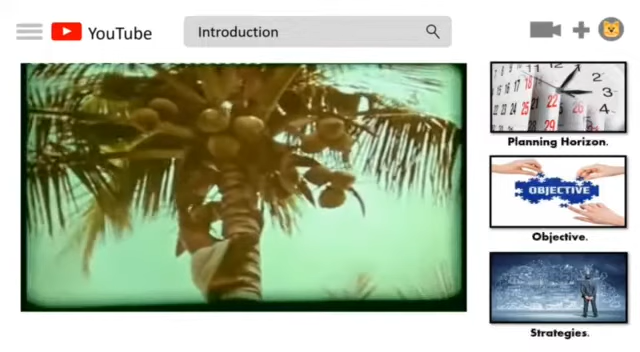 YouTube
Introduction
Planning Horizon.
OBJECTIVE
Objective.
Strategies.